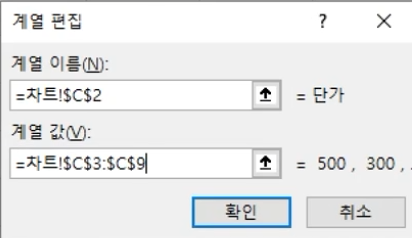 계열 편집 ? ×
계열 이름(N):
=차트!$C$2 = 단가
계열 값(V):
=차트!$C$3:$C$9 = 500 , 300 , .
확인 취소